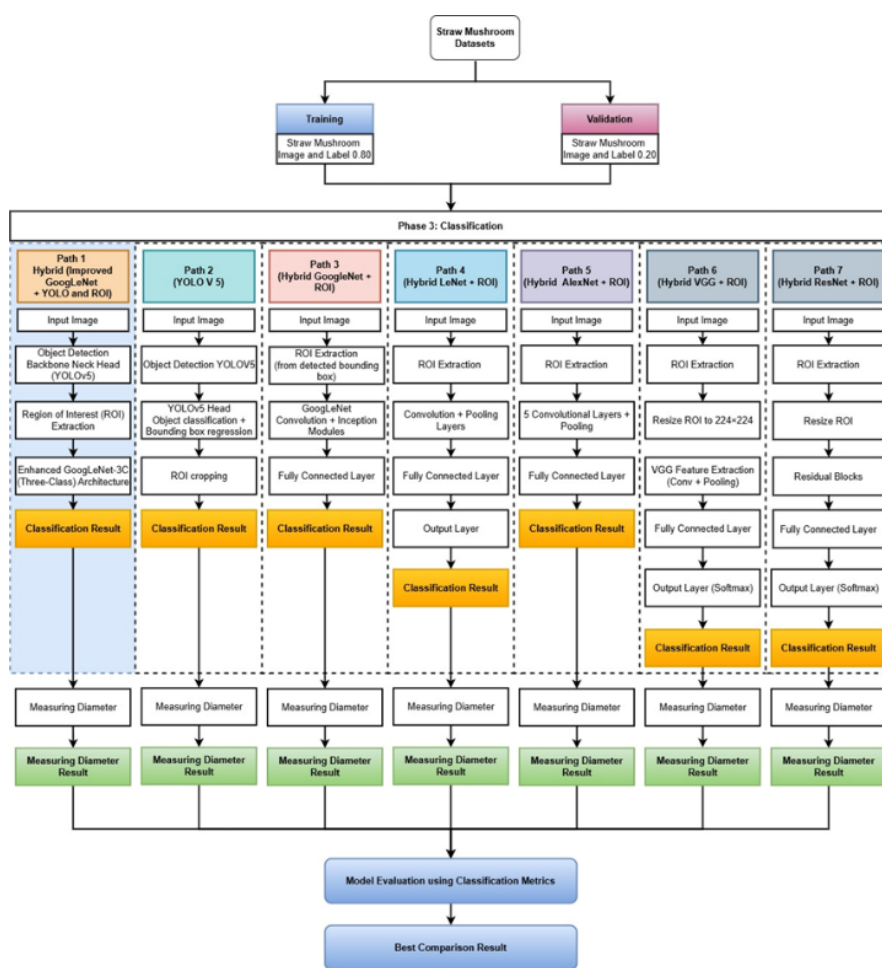 Straw Mushroom
Datasets
Training
Straw Mushroom
Image and Label 0.80
Validation
Straw Mushroom
Image and Label 0.20
Phase 3: Classification
Path 1
Hybrid (Improved
GoogLeNet
+ YOLO and ROI)
Input Image
Object Detection
Backbone Neck Head
(YOLOv5)
Region of Interest (ROI)
Extraction
Enhanced GoogLeNet-3C
(Three-Class) Architecture
Classification Result
Measuring Diameter
Measuring Diameter
Result
Path 2
(YOLO V 5)
Input Image
Object Detection YOLOV5
YOLOv5 Head
Object classification +
Bounding box regression
ROI cropping
Classification Result
Measuring Diameter
Measuring Diameter
Result
Path 3
(Hybrid GoogleNet +
ROI)
Input Image
ROI Extraction
(from detected bounding
box)
GoogLeNet
Convolution + Inception
Modules
Fully Connected Layer
Classification Result
Measuring Diameter
Measuring Diameter
Result
Path 4
(Hybrid LeNet + ROI)
Input Image
ROI Extraction
Convolution + Pooling
Layers
Fully Connected Layer
Output Layer
Classification Result
Measuring Diameter
Measuring Diameter
Result
Path 5
(Hybrid AlexNet + ROI)
Input Image
ROI Extraction
5 Convolutional Layers +
Pooling
Fully Connected Layer
Classification Result
Measuring Diameter
Measuring Diameter
Result
Path 6
(Hybrid VGG + ROI)
Input Image
ROI Extraction
Resize ROI to 224×224
VGG Feature Extraction
(Conv + Pooling)
Fully Connected Layer
Output Layer (Softmax)
Classification Result
Measuring Diameter
Measuring Diameter
Result
Path 7
(Hybrid ResNet + ROI)
Input Image
ROI Extraction
Resize ROI
Residual Blocks
Fully Connected Layer
Output Layer (Softmax)
Classification Result
Measuring Diameter
Measuring Diameter
Result
Model Evaluation using Classification Metrics
Best Comparison Result